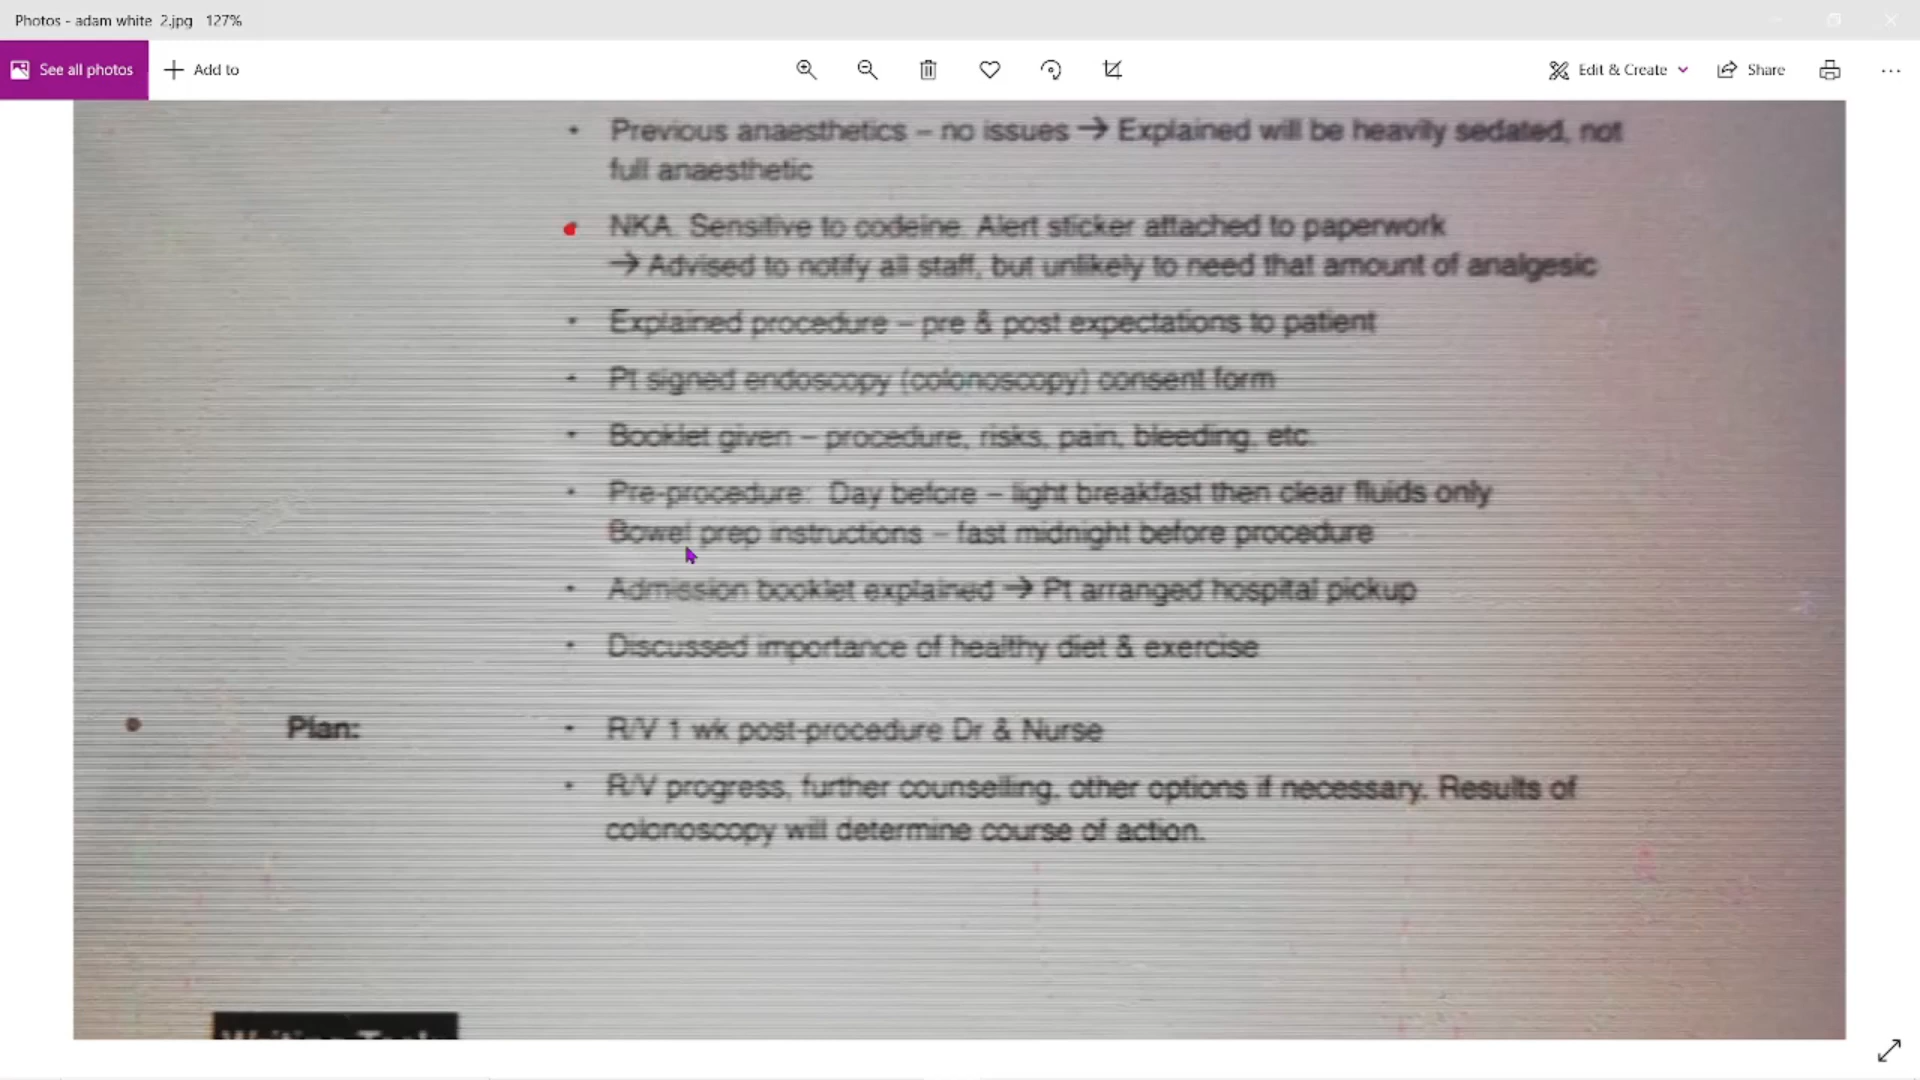 Photos - adam white 2.jpg 127%
See all photos
Add to
Edit & Create
Share
• Previous anaesthetics – no issues → Explained will be heavily sedated, not
full anaesthetic
• NKA. Sensitive to codeine. Alert sticker attached to paperwork
→ Advised to notify all staff, but unlikely to need that amount of analgesic
• Explained procedure – pre & post expectations to patient
• Pt signed endoscopy (colonoscopy) consent form
• Booklet given – procedure, risks, pain, bleeding, etc.
• Pre-procedure: Day before – light breakfast then clear fluids only
Bowel prep instructions – fast midnight before procedure
• Admission booklet explained → Pt arranged hospital pickup
• Discussed importance of healthy diet & exercise
Plan:
• R/V 1 wk post-procedure Dr & Nurse
• R/V progress, further counselling, other options if necessary. Results of
colonoscopy will determine course of action.